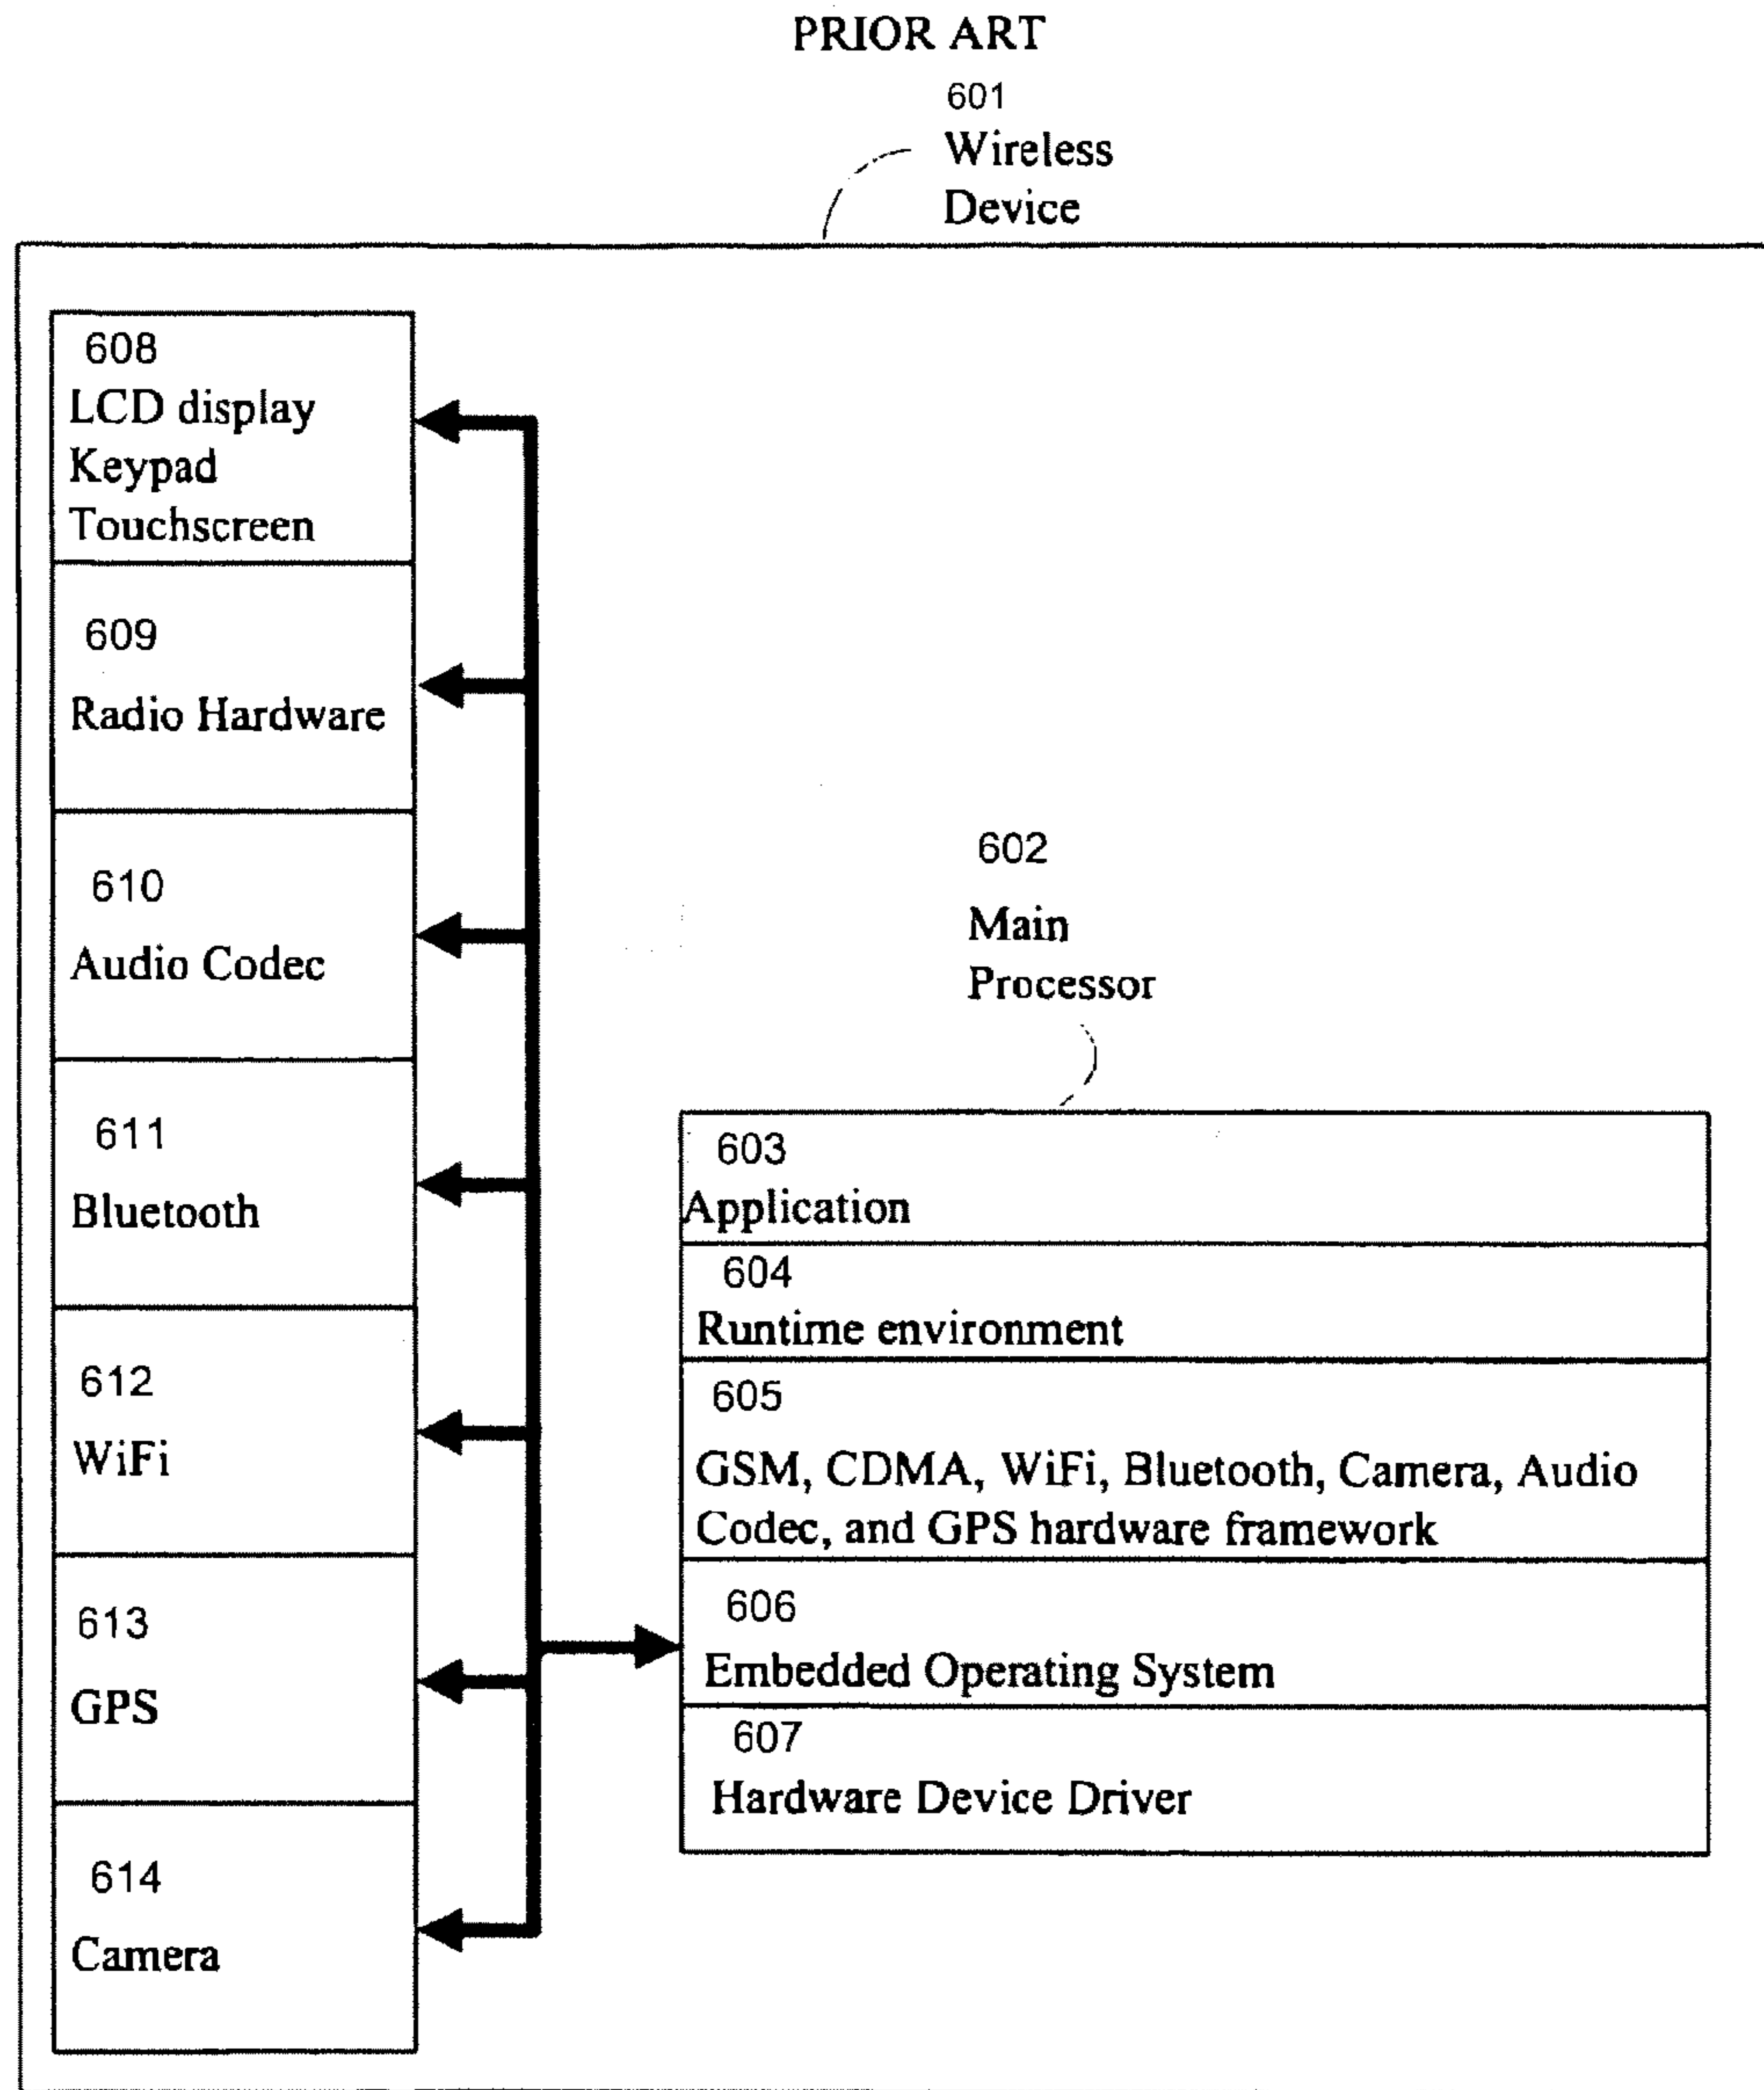 PRIOR ART
601
Wireless
Device
608
LCD display
Keypad
Touchscreen
609
Radio Hardware
610
Audio Codec
611
Bluetooth
612
WiFi
613
GPS
614
Camera
602
Main
Processor
603
Application
604
Runtime environment
605
GSM, CDMA, WiFi, Bluetooth, Camera, Audio
Codec, and GPS hardware framework
606
Embedded Operating System
607
Hardware Device Driver